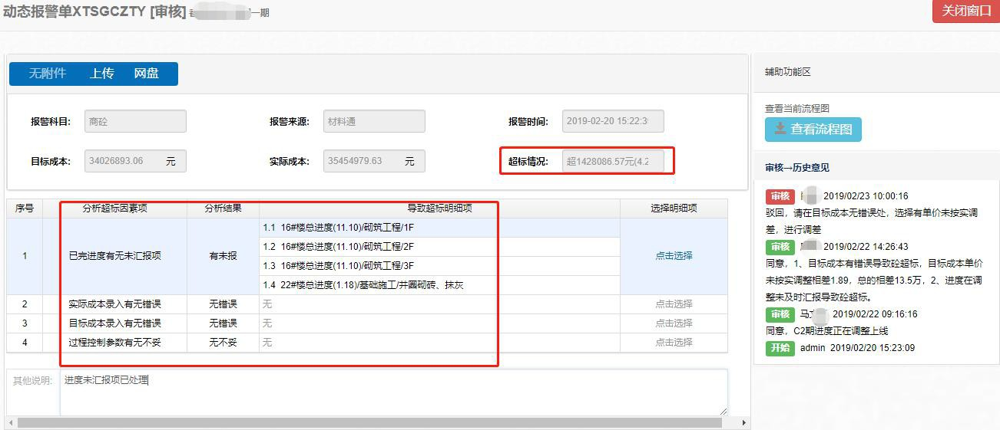 动态报警单XTSGCZTY [审核] 一期
关闭窗口
无附件 上传 网盘
报警科目: 商砼 报警来源: 材料通 报警时间: 2019-02-20 15:22:3
目标成本: 34026893.06 元 实际成本: 35454979.63 元 超标情况: 超1428086.57元(4.2
序号 分析超标因素项 分析结果 导致超标明细项 选择明细项
1 已完进度有无未汇报项 有未报 点击选择
1.1 16#楼总进度(11.10)/砌筑工程/1F
1.2 16#楼总进度(11.10)/砌筑工程/2F
1.3 16#楼总进度(11.10)/砌筑工程/3F
1.4 22#楼总进度(1.18)/基础施工/井圈砌砖、抹灰
2 实际成本录入有无错误 无错误 无 点击选择
3 目标成本录入有无错误 无错误 无 点击选择
4 过程控制参数有无不妥 无不妥 无 点击选择
其他说明: 进度未汇报项已处理
辅助功能区
查看当前流程图
查看流程图
审核→历史意见
审核 2019/02/23 10:00:16
驳回，请在目标成本无错误处，选择有单价未按实调
差，进行调差
审核 2019/02/22 14:26:43
同意，1、目标成本有错误导致砼超标，目标成本单价
未按实调整相差1.89，总的相差13.5万，2、进度在调
整未及时汇报导致砼超标。
审核 马 2019/02/22 09:16:16
同意，C2期进度正在调整上线
开始 admin 2019/02/20 15:23:09